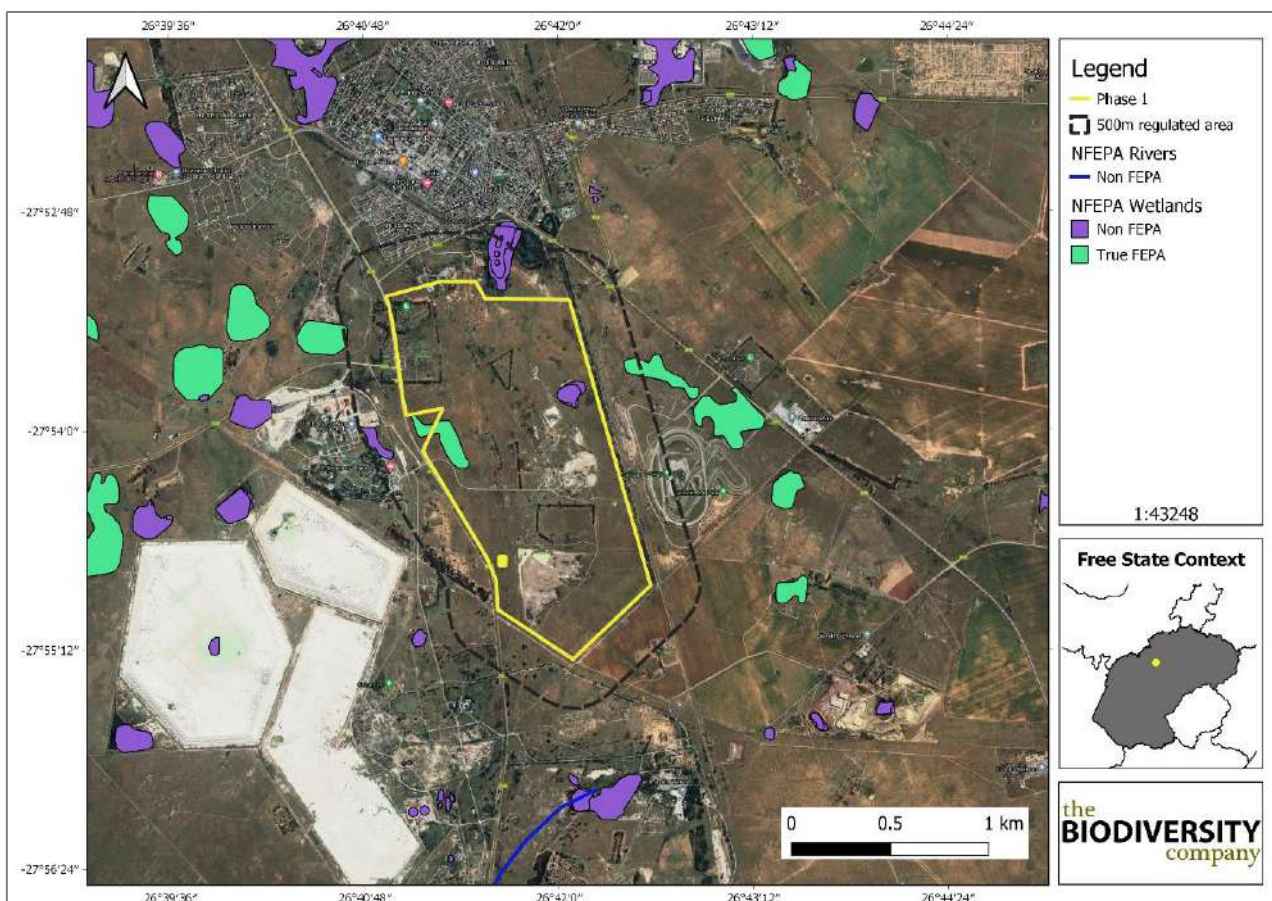 26°39'36" 26°40'48" 26°42'0" 26°43'12" 26°44'24"
-27°52'48"
-27°54'0"
-27°55'12"
-27°56'24"
26°39'36" 26°40'48" 26°42'0" 26°43'12" 26°44'24"
0 0.5 1 km
Legend
Phase 1
500m regulated area
NFEPA Rivers
Non FEPA
NFEPA Wetlands
Non FEPA
True FEPA
1:43248
Free State Context
the
BIODIVERSITY
company